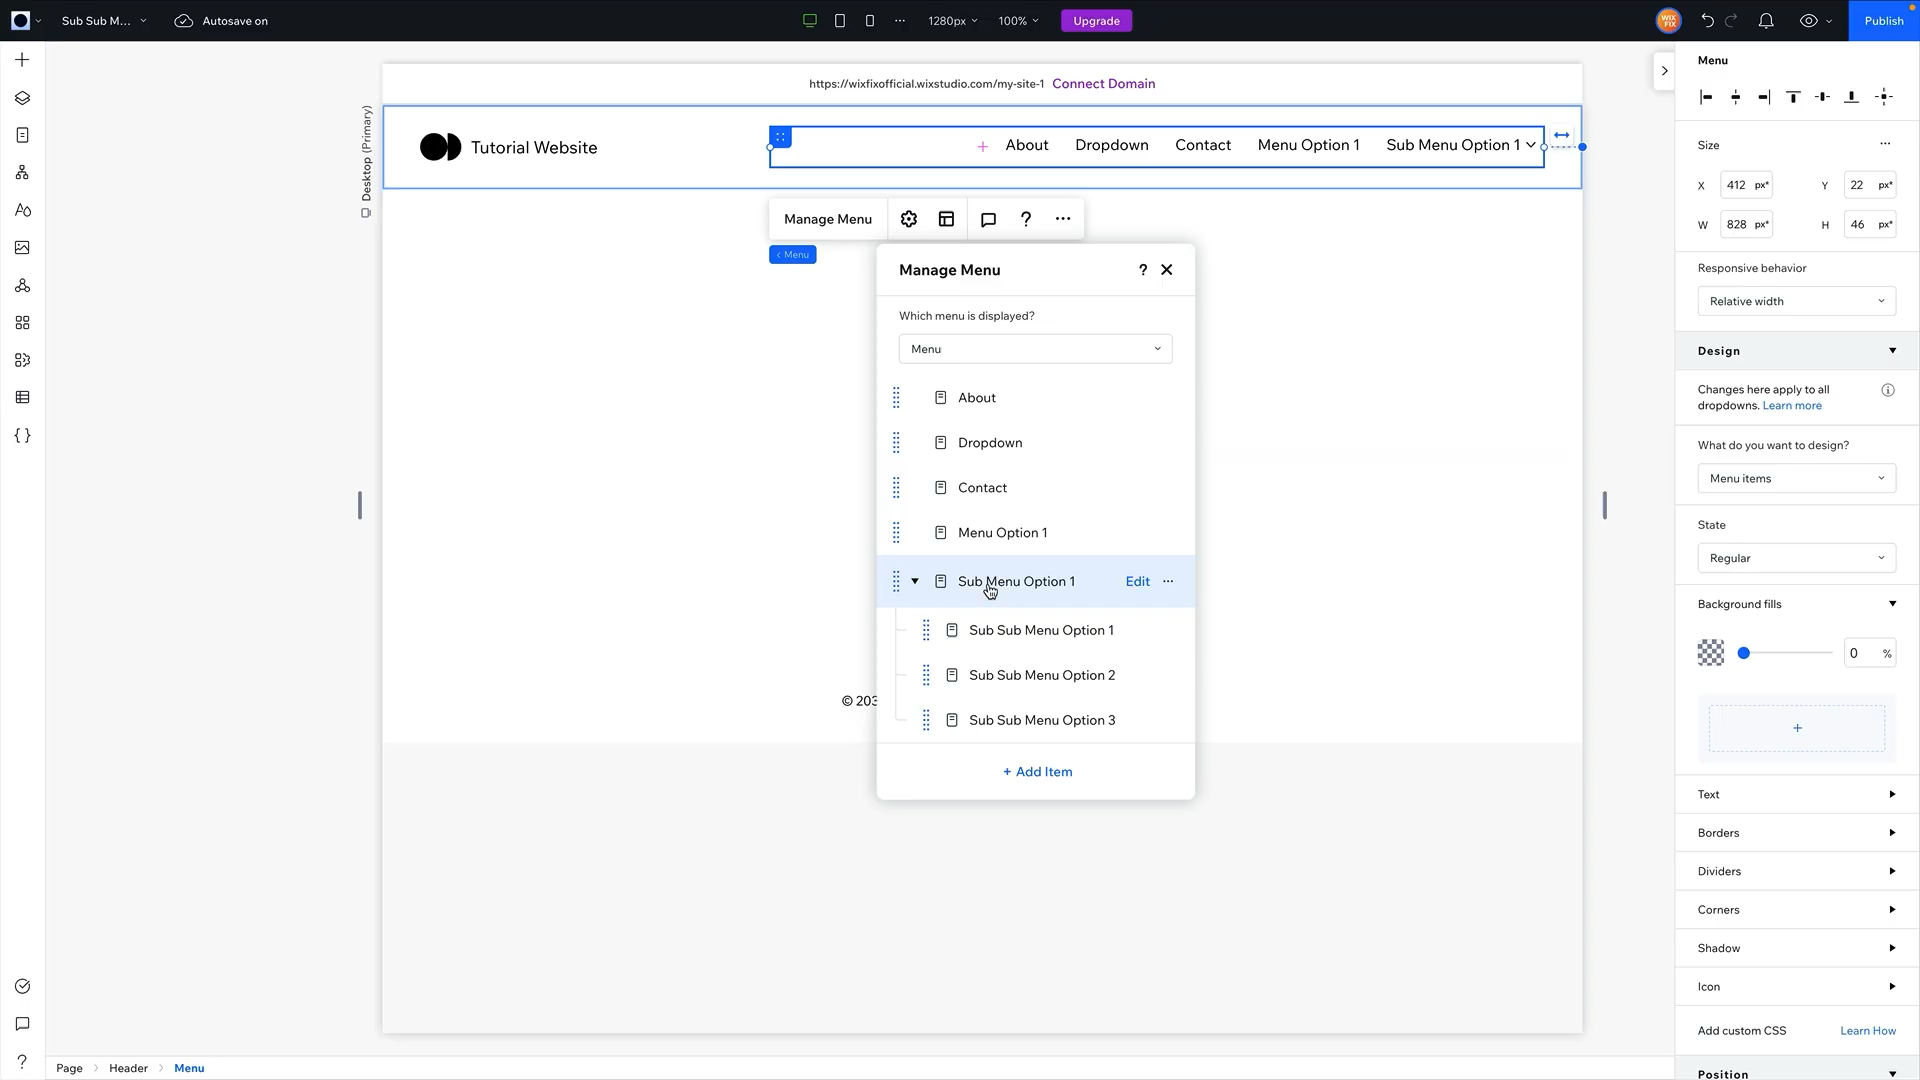 Sub Sub M...
Autosave on
1280px
100%
Upgrade
WIX
FIX
Publish
https://wixfixofficial.wixstudio.com/my-site-1 Connect Domain
Desktop (Primary)
Tutorial Website
+ About Dropdown Contact Menu Option 1 Sub Menu Option 1
Manage Menu
?
< Menu
Manage Menu ?
Which menu is displayed?
Menu
About
Dropdown
Contact
Menu Option 1
Sub Menu Option 1 Edit ...
Sub Sub Menu Option 1
Sub Sub Menu Option 2
Sub Sub Menu Option 3
+ Add Item
© 203
Menu
Size
X 412 px* Y 22 px*
W 828 px* H 46 px*
Responsive behavior
Relative width
Design
Changes here apply to all
dropdowns. Learn more
What do you want to design?
Menu items
State
Regular
Background fills
0 %
+
Text
Borders
Dividers
Corners
Shadow
Icon
Add custom CSS Learn How
Position
?
Page > Header > Menu